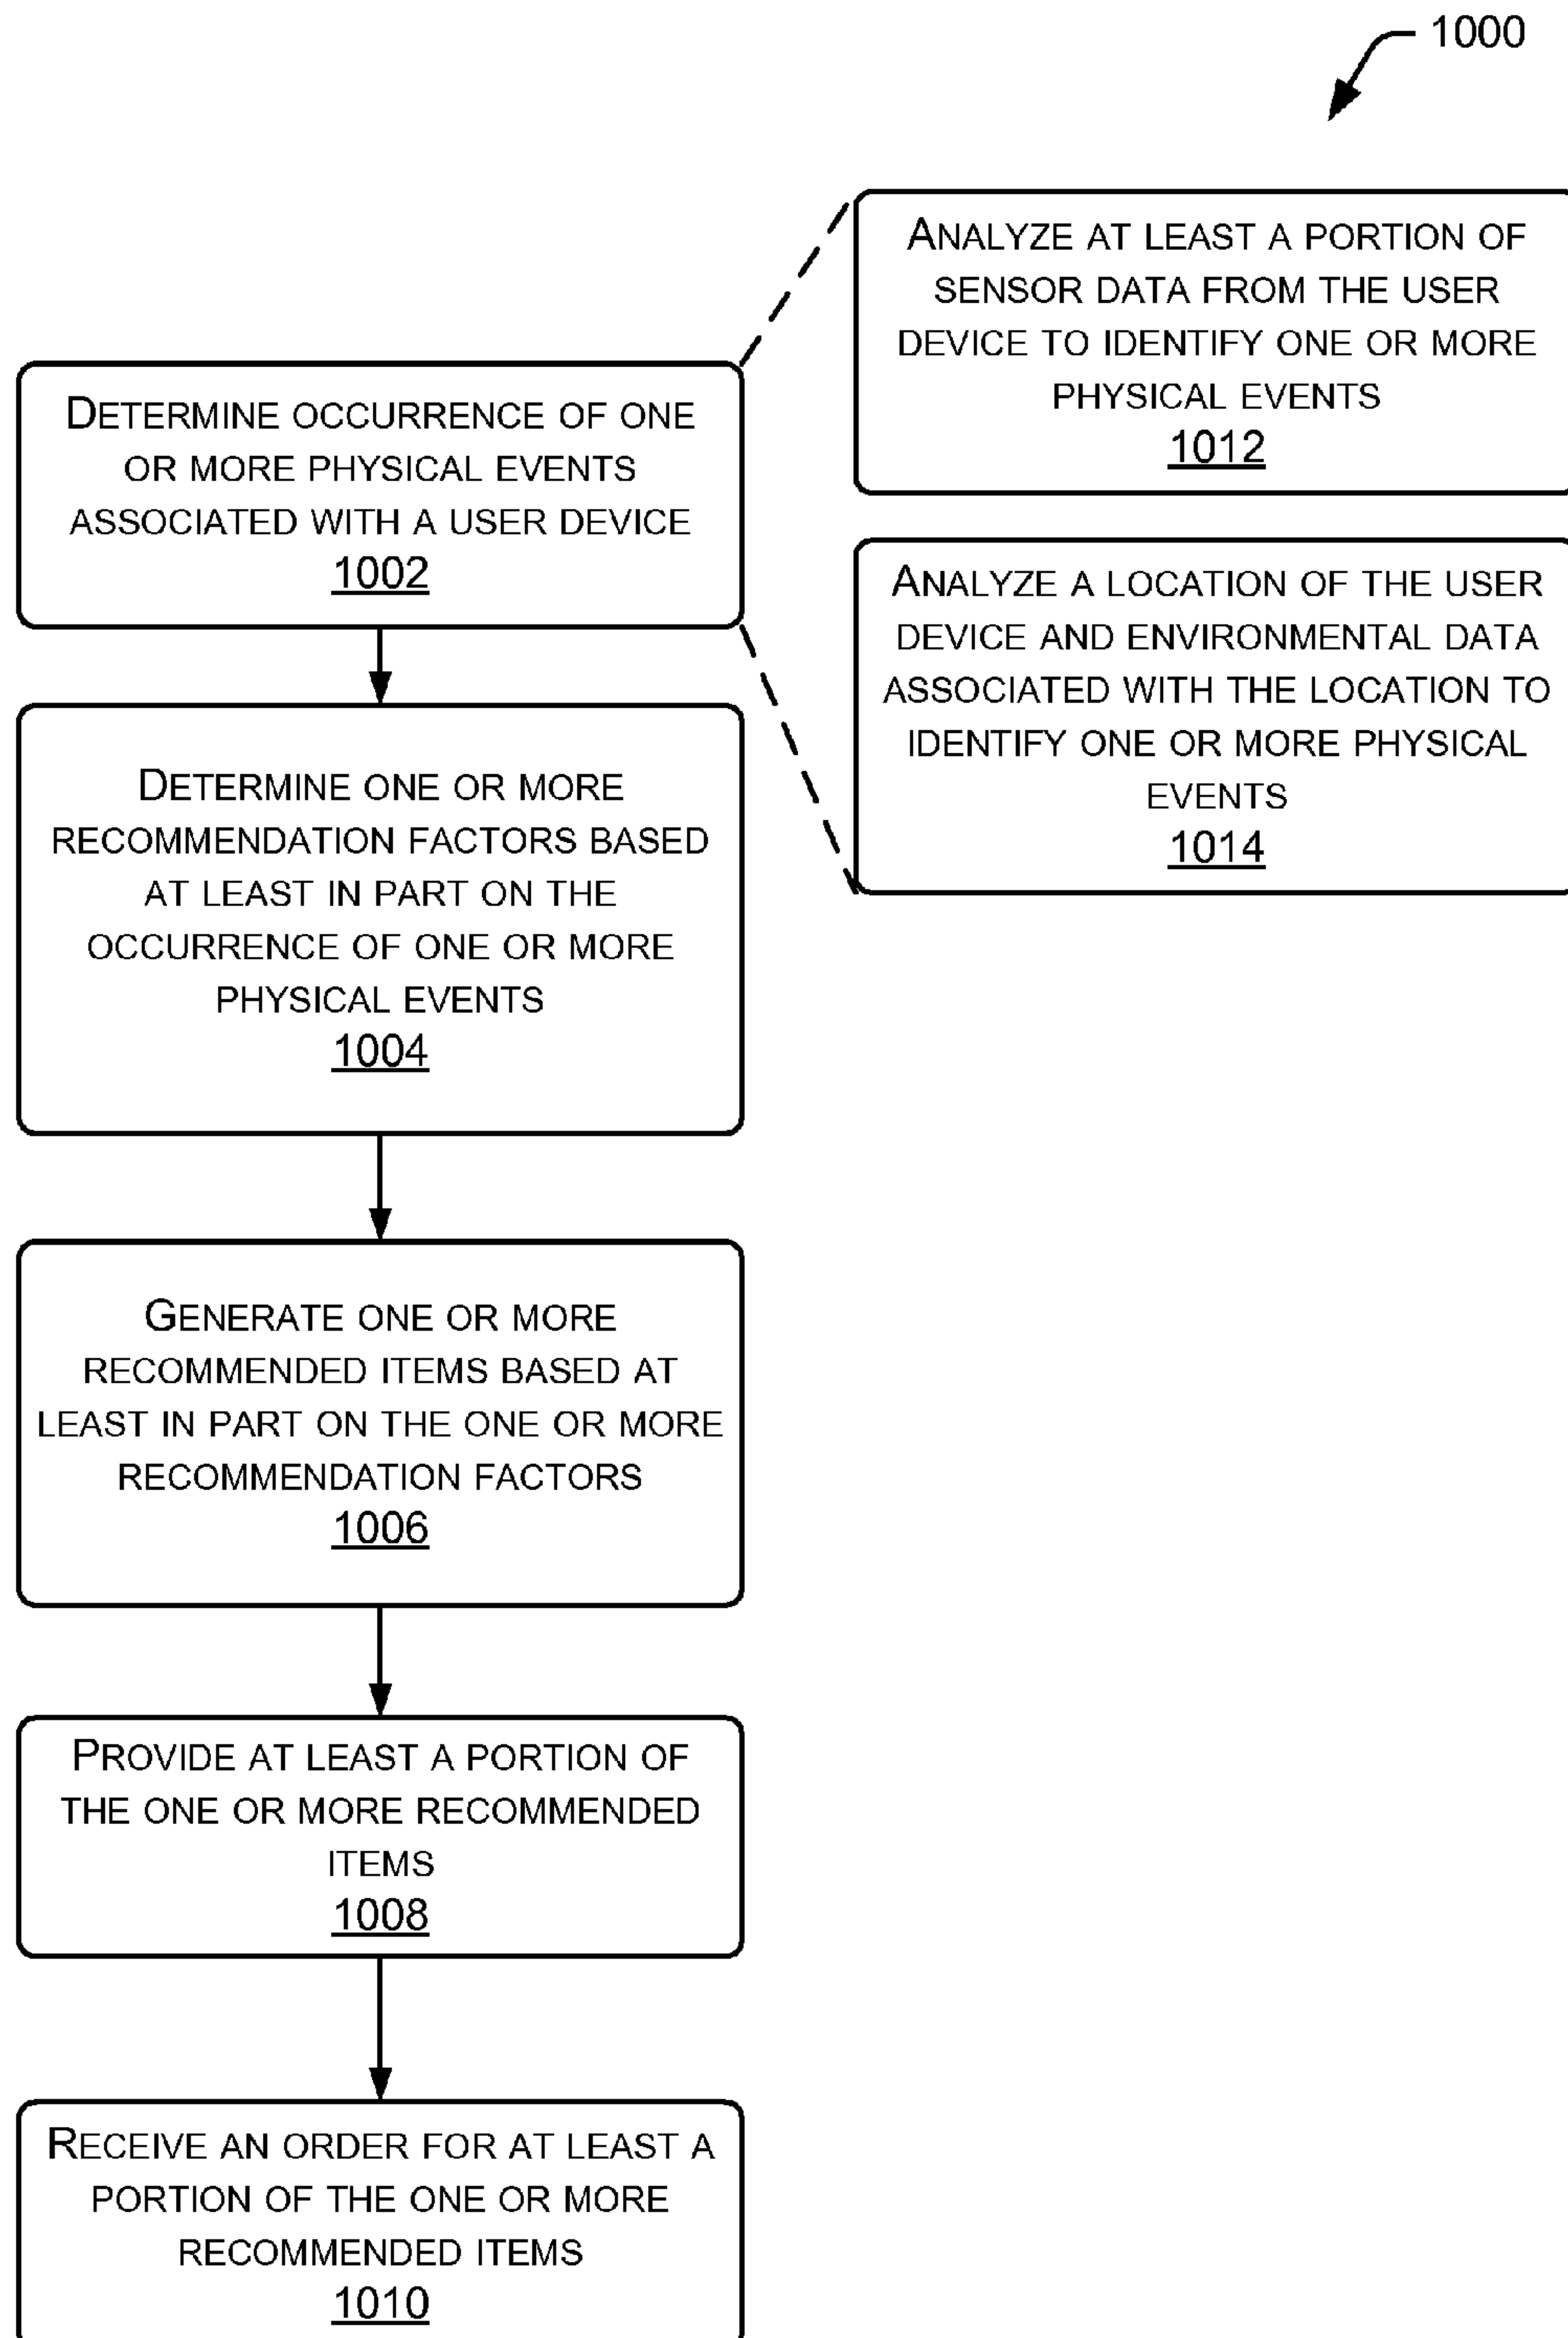 1000
ANALYZE AT LEAST A PORTION OF
SENSOR DATA FROM THE USER
DEVICE TO IDENTIFY ONE OR MORE
PHYSICAL EVENTS
1012
DETERMINE OCCURRENCE OF ONE
OR MORE PHYSICAL EVENTS
ASSOCIATED WITH A USER DEVICE
1002
ANALYZE A LOCATION OF THE USER
DEVICE AND ENVIRONMENTAL DATA
ASSOCIATED WITH THE LOCATION TO
IDENTIFY ONE OR MORE PHYSICAL
EVENTS
1014
DETERMINE ONE OR MORE
RECOMMENDATION FACTORS BASED
AT LEAST IN PART ON THE
OCCURRENCE OF ONE OR MORE
PHYSICAL EVENTS
1004
GENERATE ONE OR MORE
RECOMMENDED ITEMS BASED AT
LEAST IN PART ON THE ONE OR MORE
RECOMMENDATION FACTORS
1006
PROVIDE AT LEAST A PORTION OF
THE ONE OR MORE RECOMMENDED
ITEMS
1008
RECEIVE AN ORDER FOR AT LEAST A
PORTION OF THE ONE OR MORE
RECOMMENDED ITEMS
1010